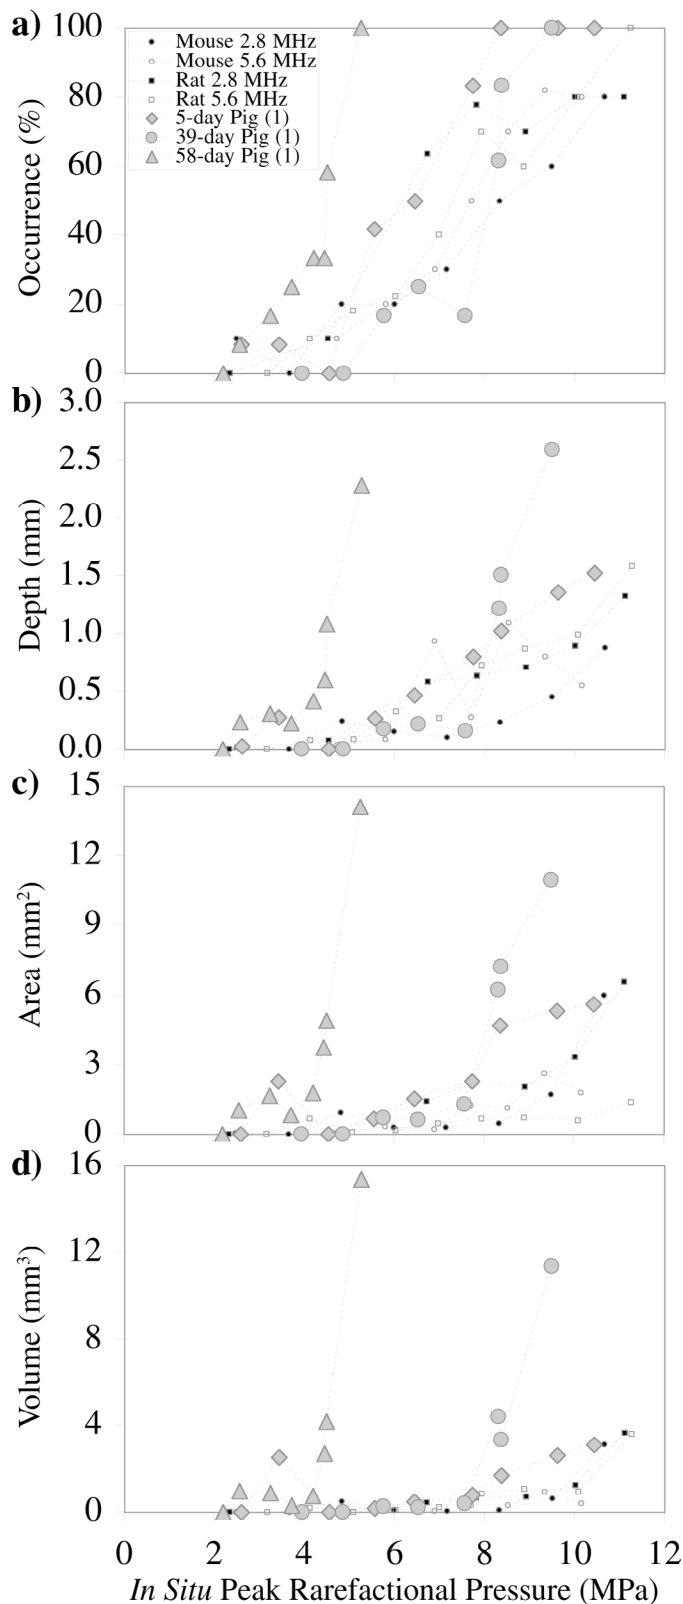 a)
Occurrence (%)
100
80
60
40
20
0
Mouse 2.8 MHz
Mouse 5.6 MHz
Rat 2.8 MHz
Rat 5.6 MHz
5-day Pig (1)
39-day Pig (1)
58-day Pig (1)
b)
Depth (mm)
3.0
2.5
2.0
1.5
1.0
0.5
0.0
c)
Area (mm²)
15
12
9
6
3
0
d)
Volume (mm³)
16
12
8
4
0
0 2 4 6 8 10 12
In Situ Peak Rarefactional Pressure (MPa)